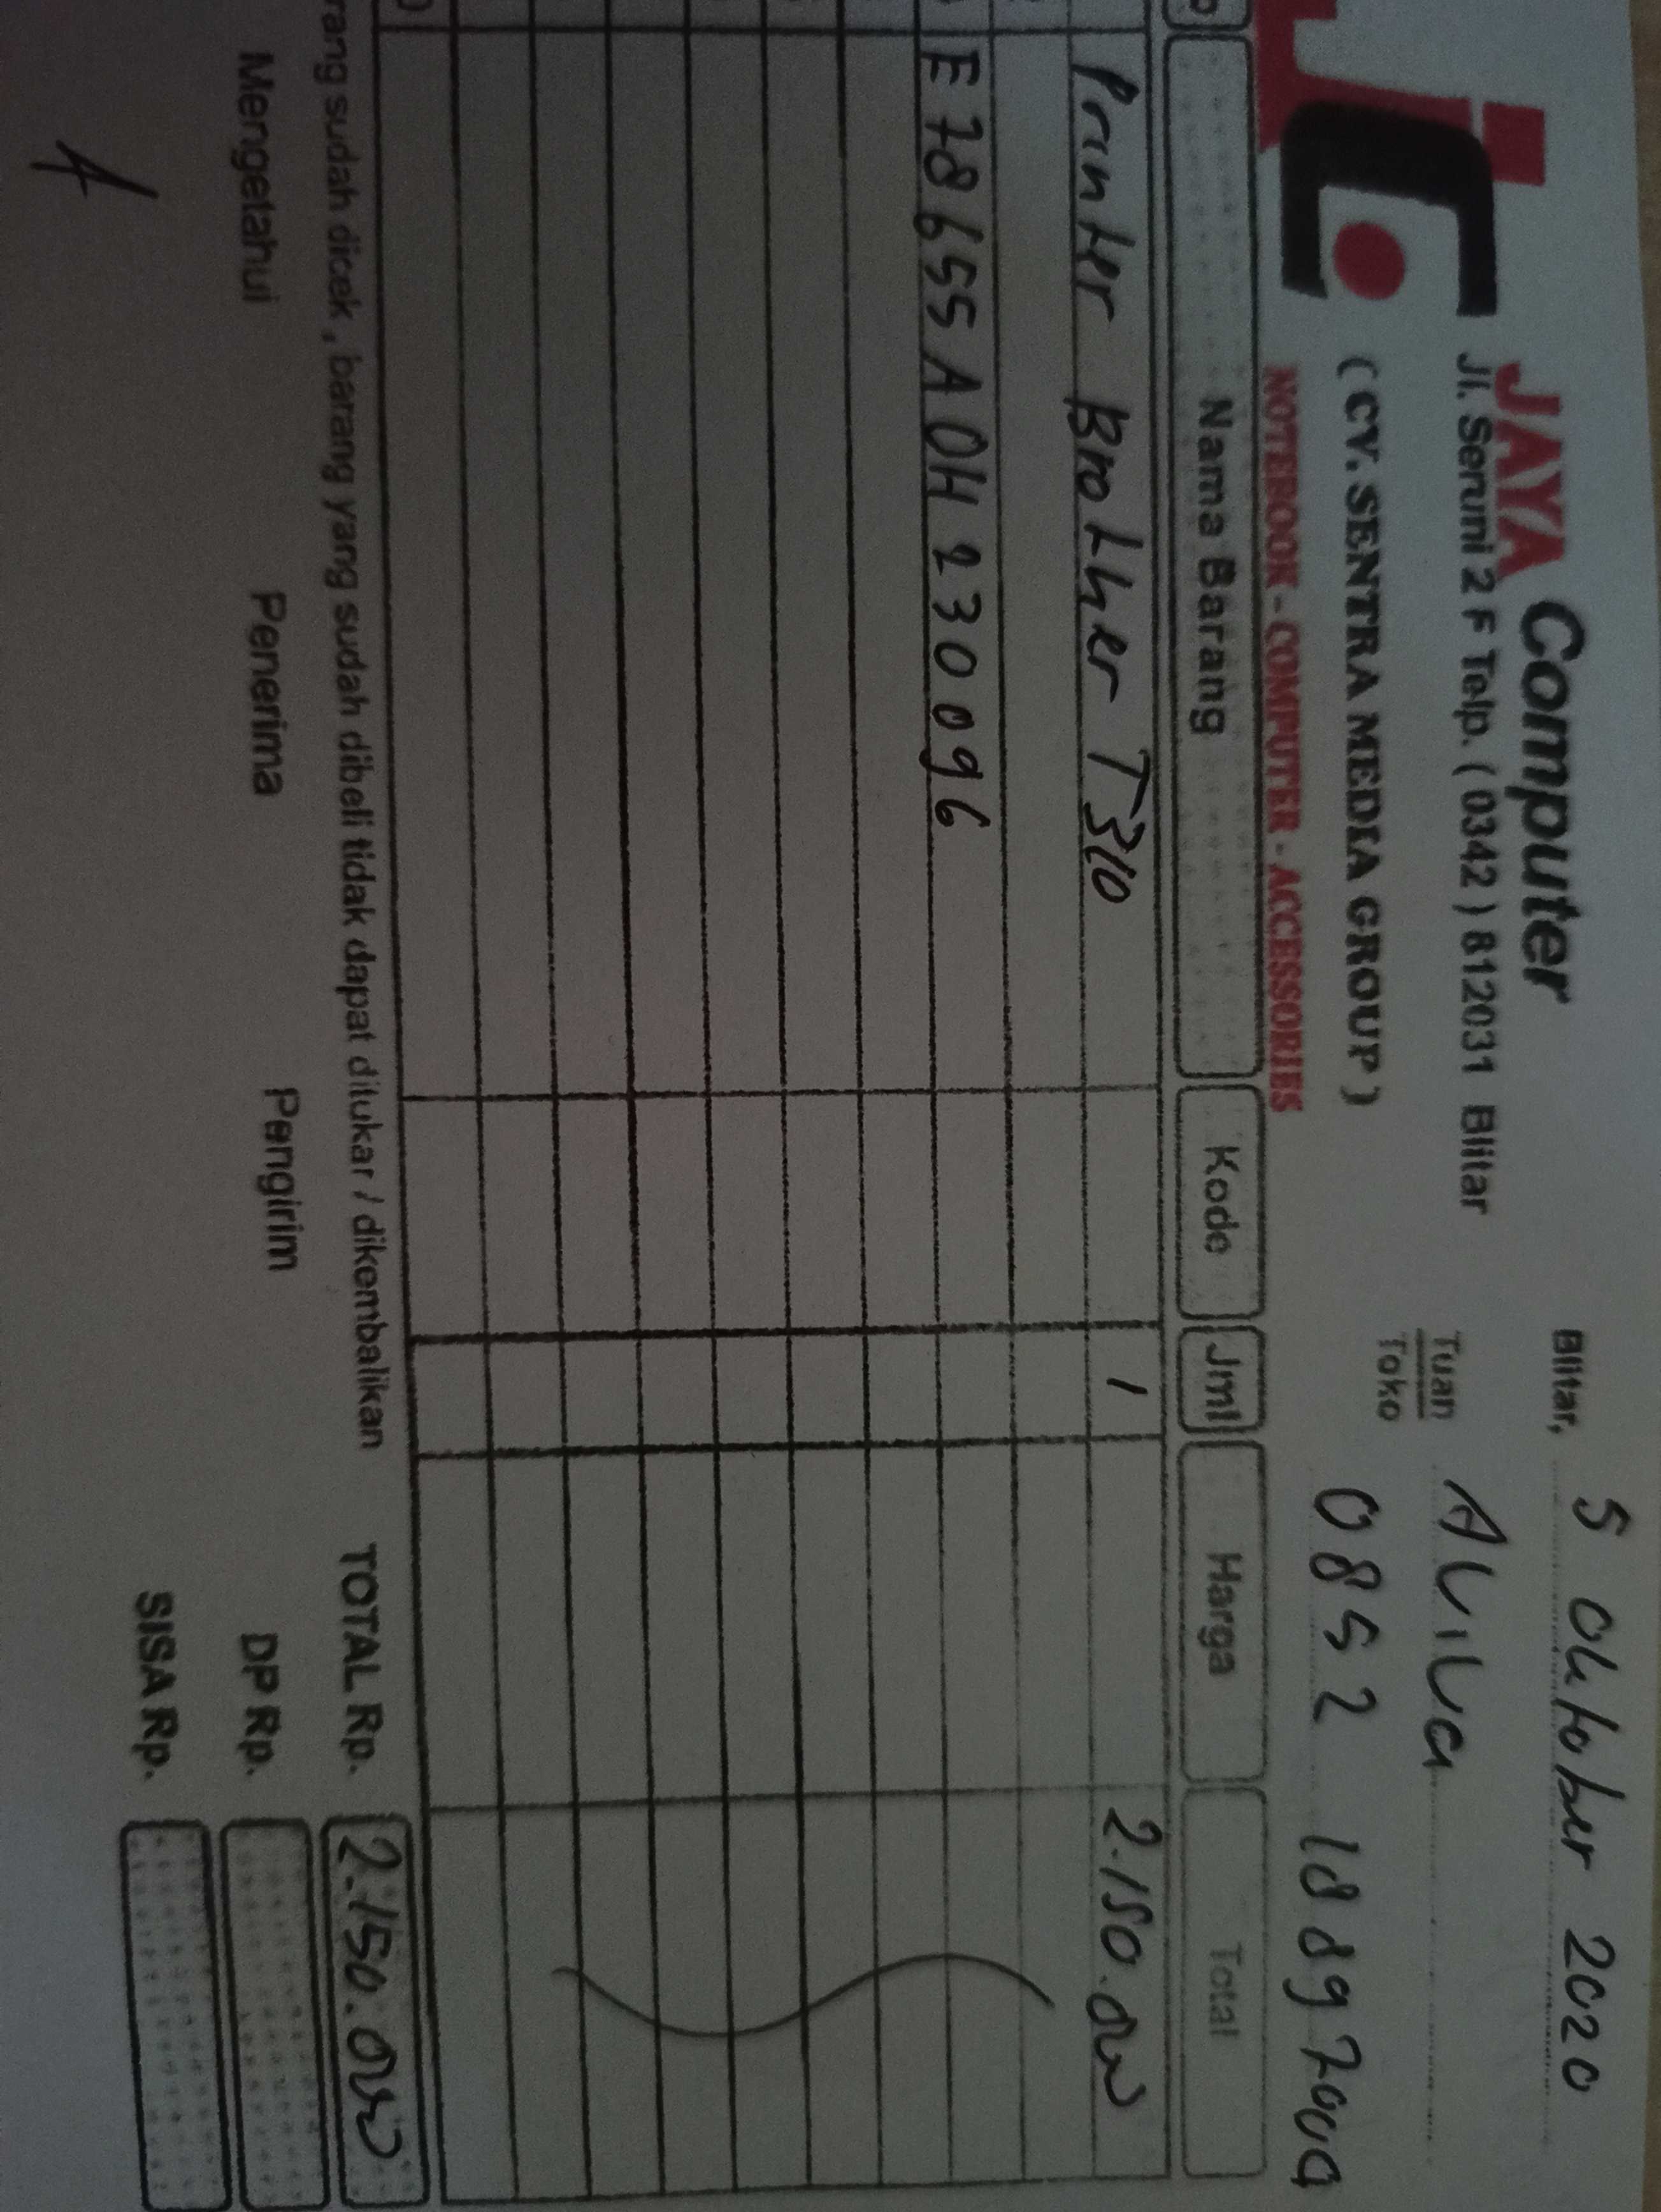 JAYA Computer
Jl. Seruni 2 F Telp. ( 0342 ) 812031 Blitar
( CV. SENTRA MEDIA GROUP )
NOTEBOOK - COMPUTER - ACCESSORIES
Blitar, 5 Oktober 2020
Tuan
Toko
0852 1889
Nama Barang Kode Jml Harga Total
Printer Brother T310 1 2.150.000
E78655A0H230096
rang sudah dicek, barang yang sudah dibeli tidak dapat ditukar / dikembalikan
TOTAL Rp. 2.150.000
Mengetahui Penerima Pengirim
DP Rp.
SISA Rp.